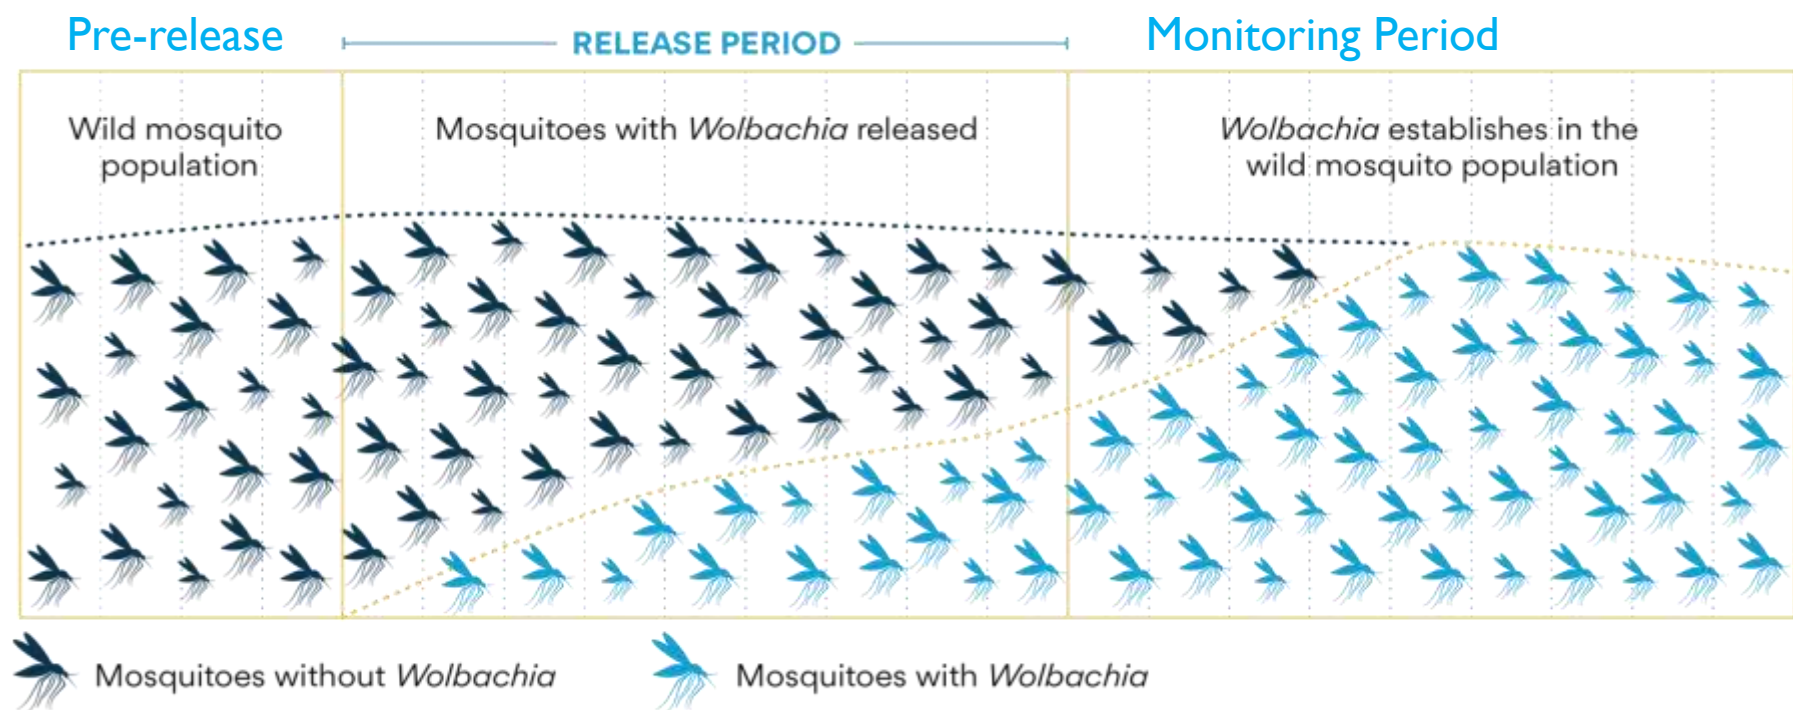 Pre-release
RELEASE PERIOD
Monitoring Period
Wild mosquito
population
Mosquitoes with Wolbachia released
Wolbachia establishes in the
wild mosquito population
Mosquitoes without Wolbachia
Mosquitoes with Wolbachia